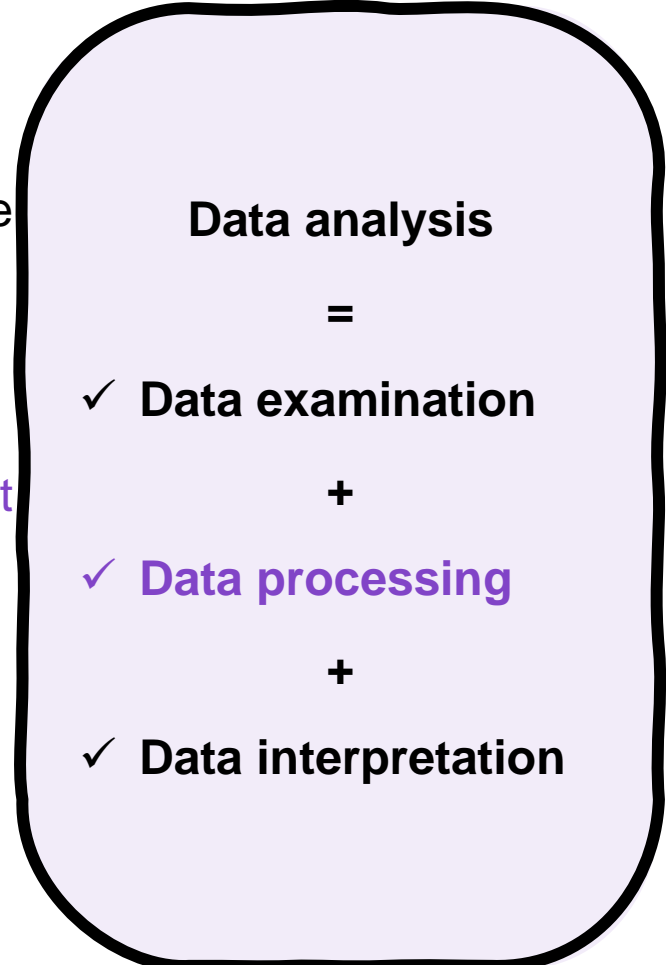 e
Data analysis
=
✓ Data examination
+
t
✓ Data processing
+
✓ Data interpretation